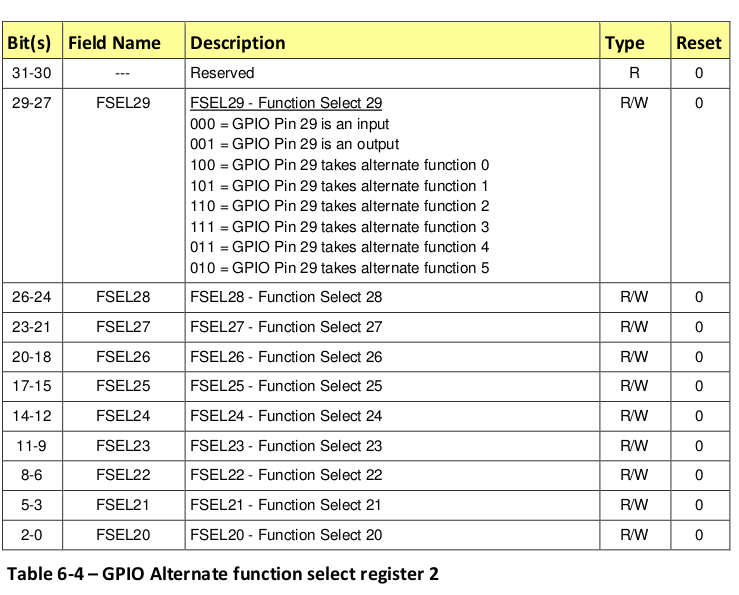 Bit(s) Field Name Description Type Reset
31-30 --- Reserved R 0
29-27 FSEL29 FSEL29 - Function Select 29 R/W 0
000 = GPIO Pin 29 is an input
001 = GPIO Pin 29 is an output
100 = GPIO Pin 29 takes alternate function 0
101 = GPIO Pin 29 takes alternate function 1
110 = GPIO Pin 29 takes alternate function 2
111 = GPIO Pin 29 takes alternate function 3
011 = GPIO Pin 29 takes alternate function 4
010 = GPIO Pin 29 takes alternate function 5
26-24 FSEL28 FSEL28 - Function Select 28 R/W 0
23-21 FSEL27 FSEL27 - Function Select 27 R/W 0
20-18 FSEL26 FSEL26 - Function Select 26 R/W 0
17-15 FSEL25 FSEL25 - Function Select 25 R/W 0
14-12 FSEL24 FSEL24 - Function Select 24 R/W 0
11-9 FSEL23 FSEL23 - Function Select 23 R/W 0
8-6 FSEL22 FSEL22 - Function Select 22 R/W 0
5-3 FSEL21 FSEL21 - Function Select 21 R/W 0
2-0 FSEL20 FSEL20 - Function Select 20 R/W 0
Table 6-4 – GPIO Alternate function select register 2